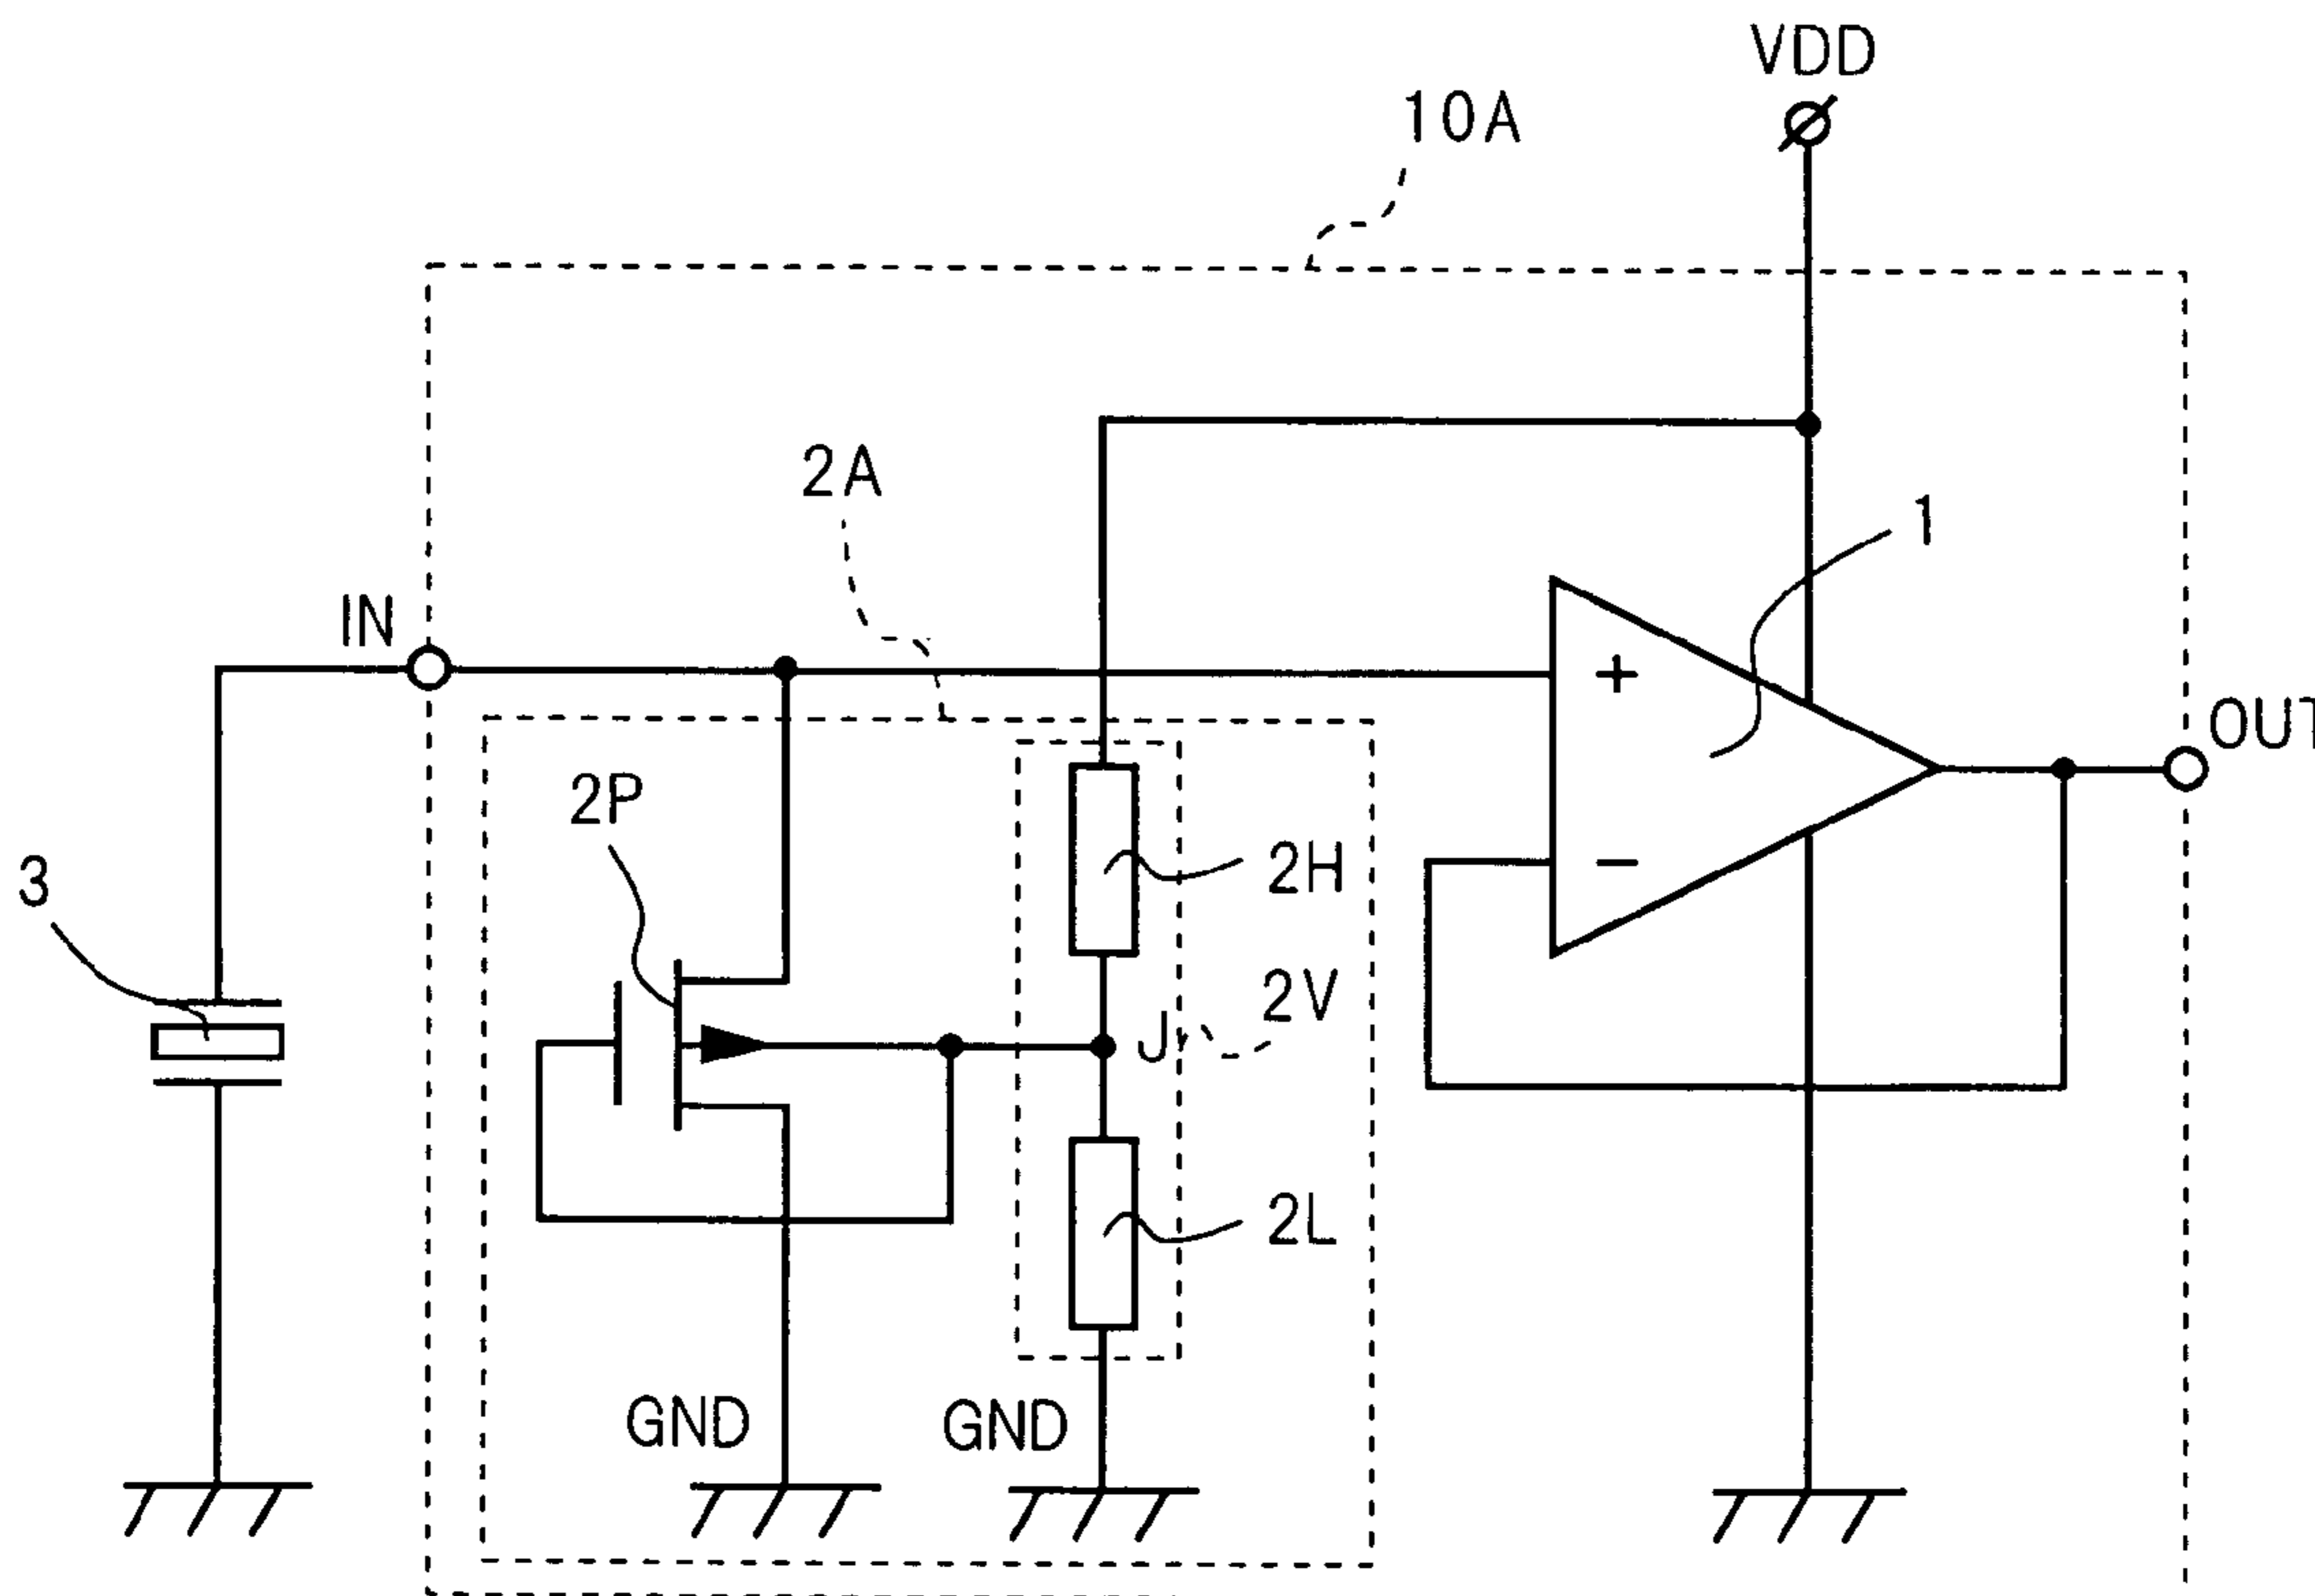 VDD
10A
2A
1
IN
OUT
2P
2H
3
2V
J
2L
GND
GND
+
−